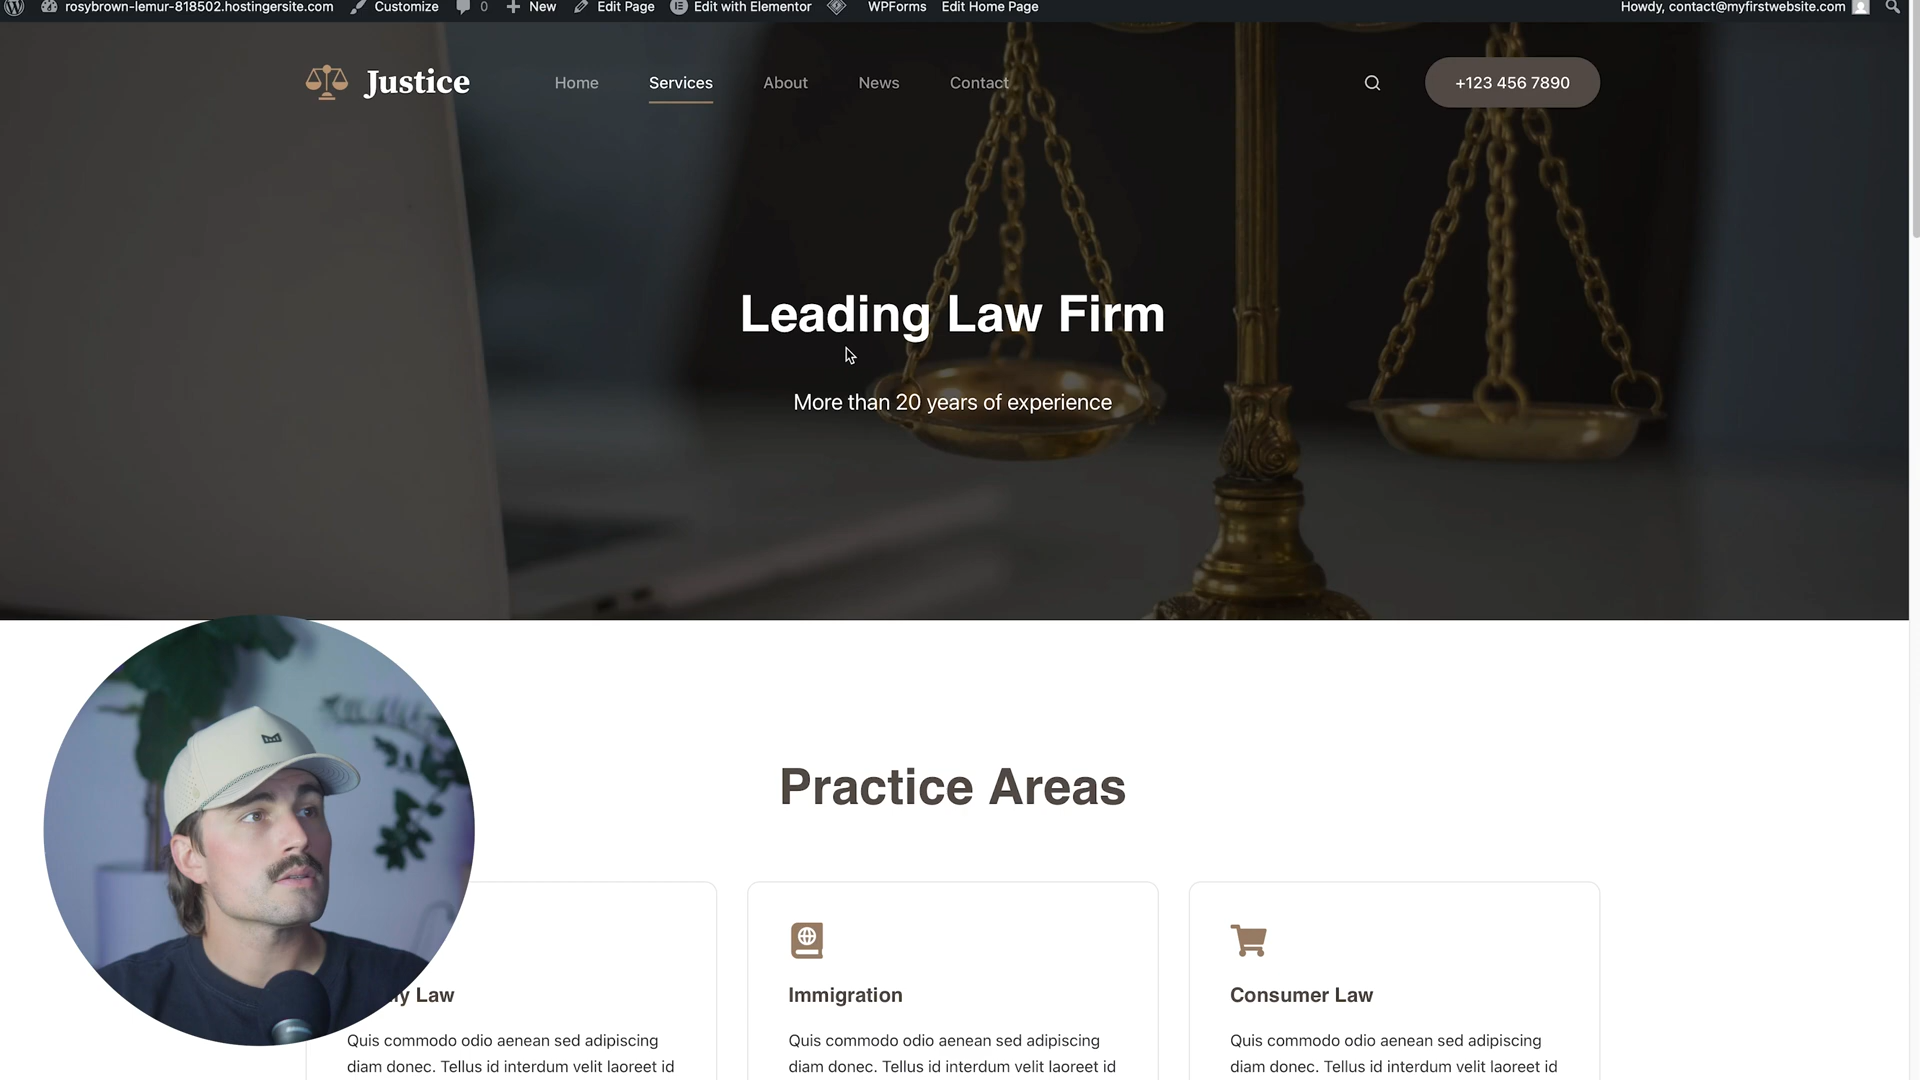 rosybrown-lemur-818502.hostingersite.com Customize 0 New Edit Page Edit with Elementor WPForms Edit Home Page Howdy, contact@myfirstwebsite.com
Justice Home Services About News Contact +123 456 7890
Leading Law Firm
More than 20 years of experience
Practice Areas
Law
Immigration
Consumer Law
Quis commodo odio aenean sed adipiscing
diam donec. Tellus id interdum velit laoreet id
Quis commodo odio aenean sed adipiscing
diam donec. Tellus id interdum velit laoreet id
Quis commodo odio aenean sed adipiscing
diam donec. Tellus id interdum velit laoreet id